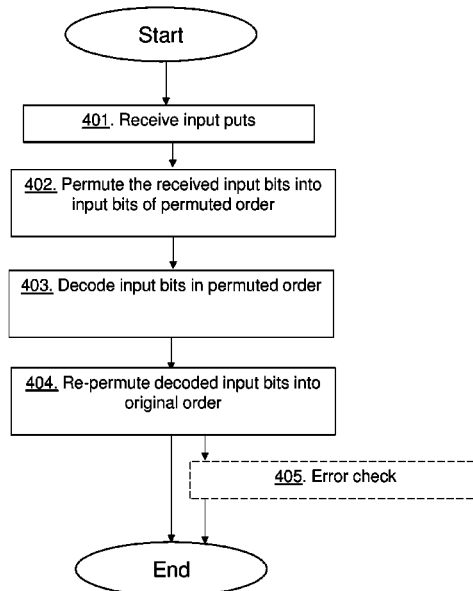 Start
401. Receive input puts
402. Permute the received input bits into
input bits of permuted order
403. Decode input bits in permuted order
404. Re-permute decoded input bits into
original order
405. Error check
End